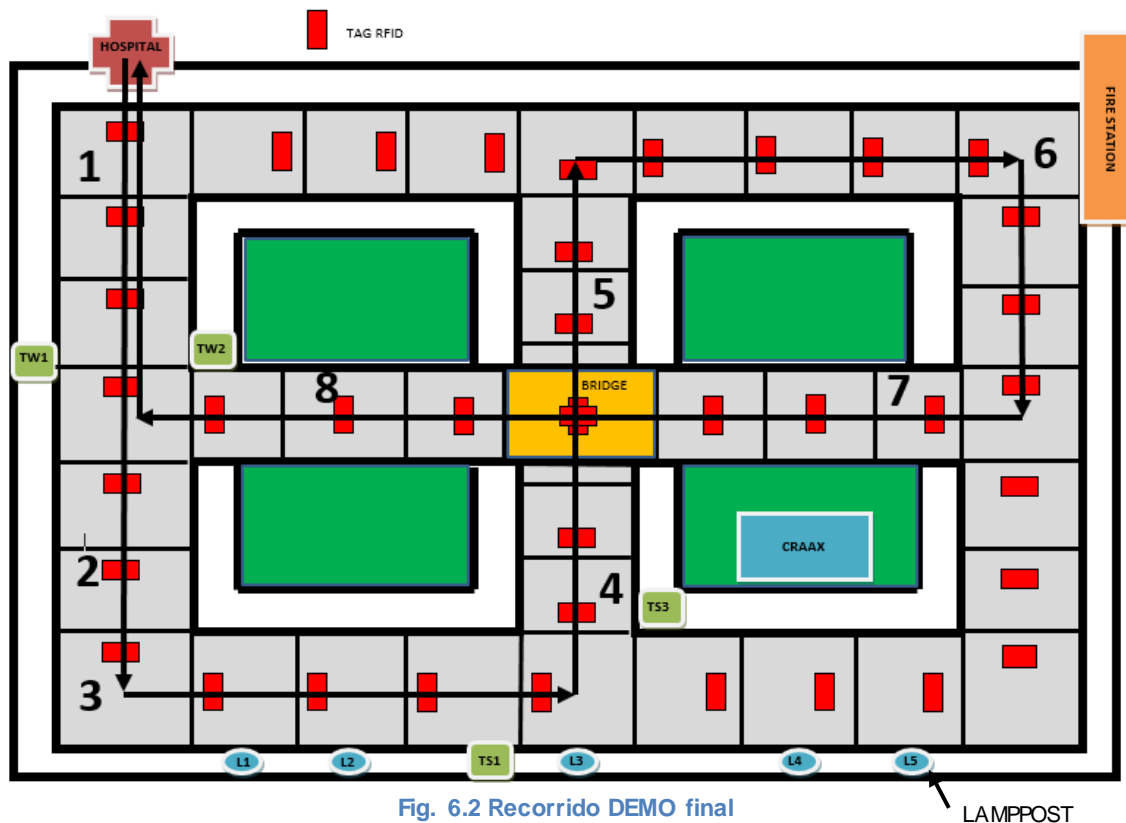 TAG RFID
HOSPITAL
FIRE STATION
1
6
5
TW1
TW2
8
BRIDGE
7
2
CRAAX
4
TS3
3
L1
L2
TS1
L3
L4
L5
Fig. 6.2 Recorrido DEMO final
LAMPPOST